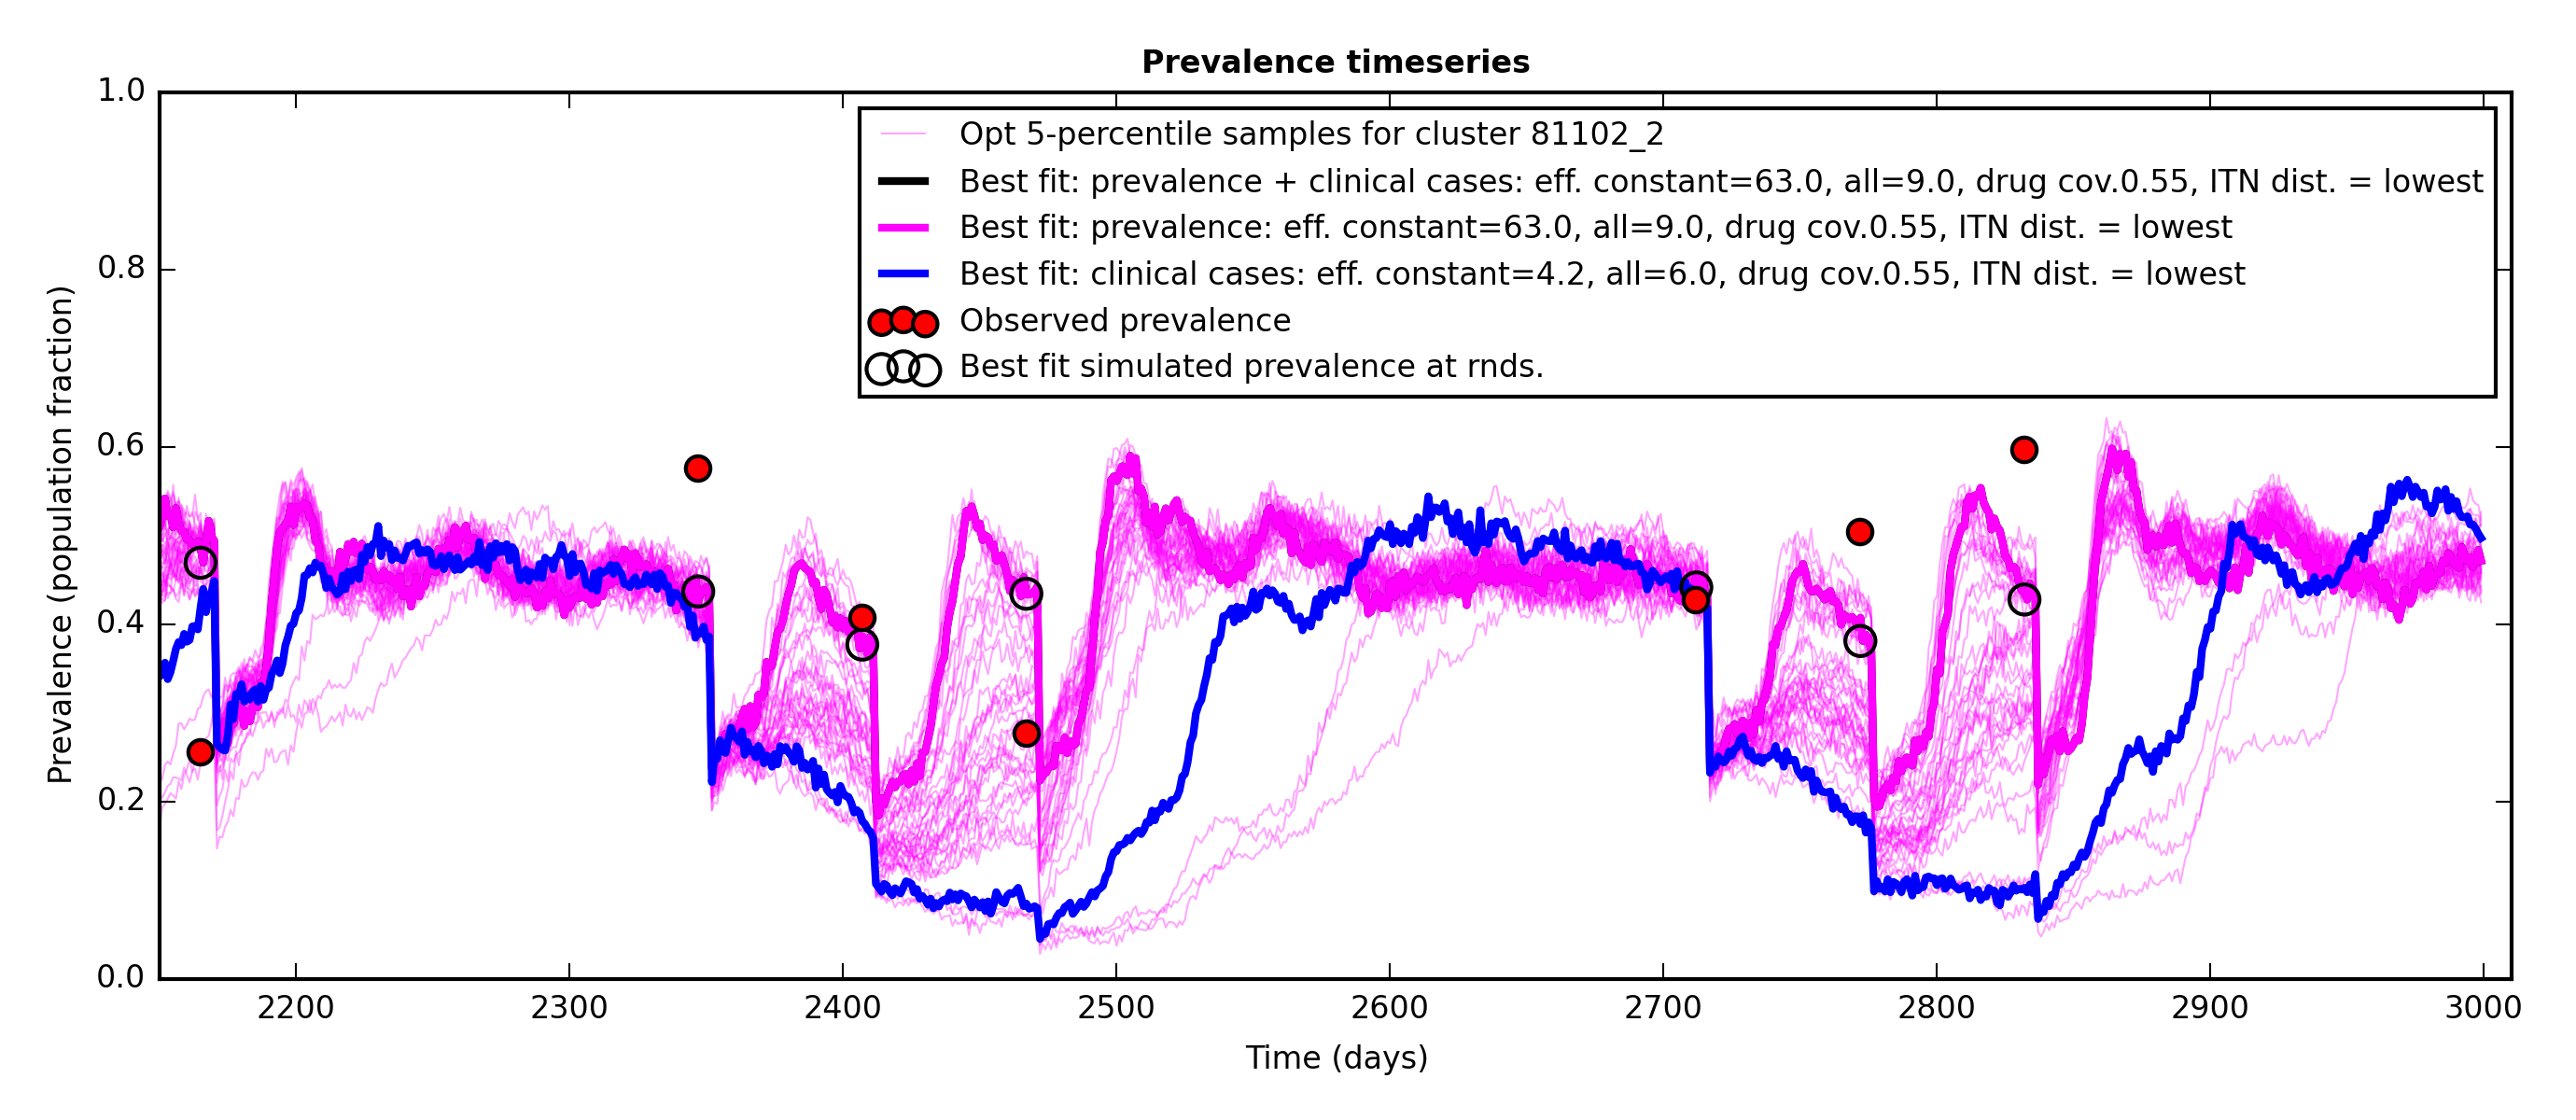 Prevalence timeseries
1.0
0.8
0.6
0.4
0.2
0.0
Prevalence (population fraction)
Opt 5-percentile samples for cluster 81102_2
Best fit: prevalence + clinical cases: eff. constant=63.0, all=9.0, drug cov.0.55, ITN dist. = lowest
Best fit: prevalence: eff. constant=63.0, all=9.0, drug cov.0.55, ITN dist. = lowest
Best fit: clinical cases: eff. constant=4.2, all=6.0, drug cov.0.55, ITN dist. = lowest
Observed prevalence
Best fit simulated prevalence at rnds.
2200 2300 2400 2500 2600 2700 2800 2900 3000
Time (days)